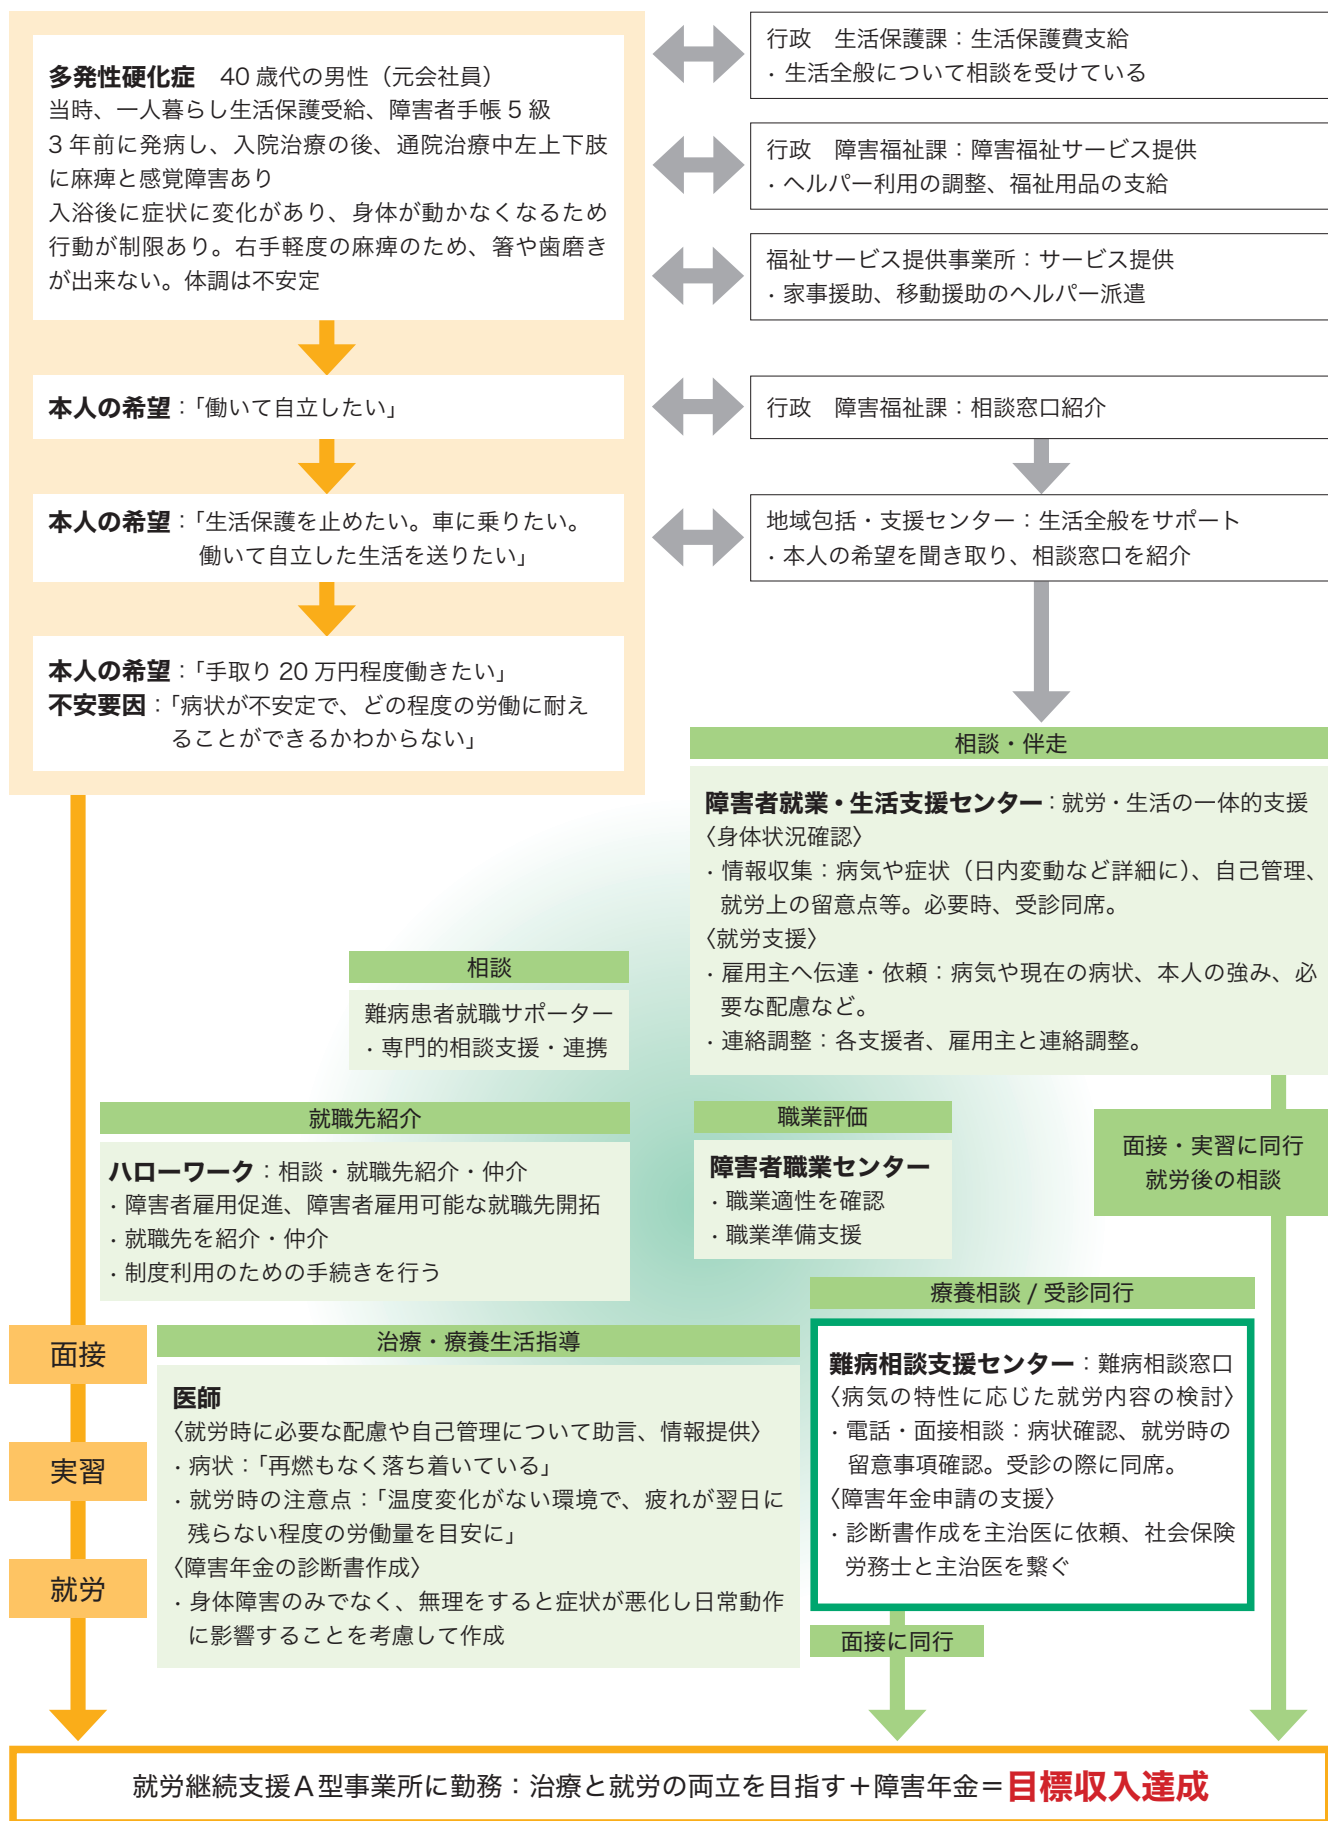 多発性硬化症　40 歳代の男性（元会社員）
当時、一人暮らし生活保護受給、障害者手帳 5 級
3 年前に発病し、入院治療の後、通院治療中左上下肢
に麻痺と感覚障害あり
入浴後に症状に変化があり、身体が動かなくなるため
行動が制限あり。右手軽度の麻痺のため、箸や歯磨き
が出来ない。体調は不安定
行政　生活保護課：生活保護費支給
・生活全般について相談を受けている
行政　障害福祉課：障害福祉サービス提供
・ヘルパー利用の調整、福祉用品の支給
福祉サービス提供事業所：サービス提供
・家事援助、移動援助のヘルパー派遣
本人の希望：「働いて自立したい」
行政　障害福祉課：相談窓口紹介
本人の希望：「生活保護を止めたい。車に乗りたい。
働いて自立した生活を送りたい」
地域包括・支援センター：生活全般をサポート
・本人の希望を聞き取り、相談窓口を紹介
本人の希望：「手取り 20 万円程度働きたい」
不安要因：「病状が不安定で、どの程度の労働に耐え
ることができるかわからない」
相談・伴走
障害者就業・生活支援センター：就労・生活の一体的支援
〈身体状況確認〉
・情報収集：病気や症状（日内変動など詳細に）、自己管理、
就労上の留意点等。必要時、受診同席。
〈就労支援〉
・雇用主へ伝達・依頼：病気や現在の病状、本人の強み、必
要な配慮など。
・連絡調整：各支援者、雇用主と連絡調整。
相談
難病患者就職サポーター
・専門的相談支援・連携
就職先紹介
ハローワーク：相談・就職先紹介・仲介
・障害者雇用促進、障害者雇用可能な就職先開拓
・就職先を紹介・仲介
・制度利用のための手続きを行う
職業評価
障害者職業センター
・職業適性を確認
・職業準備支援
面接・実習に同行
就労後の相談
面接
実習
就労
治療・療養生活指導
医師
〈就労時に必要な配慮や自己管理について助言、情報提供〉
・病状：「再燃もなく落ち着いている」
・就労時の注意点：「温度変化がない環境で、疲れが翌日に
残らない程度の労働量を目安に」
〈障害年金の診断書作成〉
・身体障害のみでなく、無理をすると症状が悪化し日常動作
に影響することを考慮して作成
療養相談 / 受診同行
難病相談支援センター：難病相談窓口
〈病気の特性に応じた就労内容の検討〉
・電話・面接相談：病状確認、就労時の
留意事項確認。受診の際に同席。
〈障害年金申請の支援〉
・診断書作成を主治医に依頼、社会保険
労務士と主治医を繋ぐ
面接に同行
就労継続支援A型事業所に勤務：治療と就労の両立を目指す＋障害年金＝目標収入達成